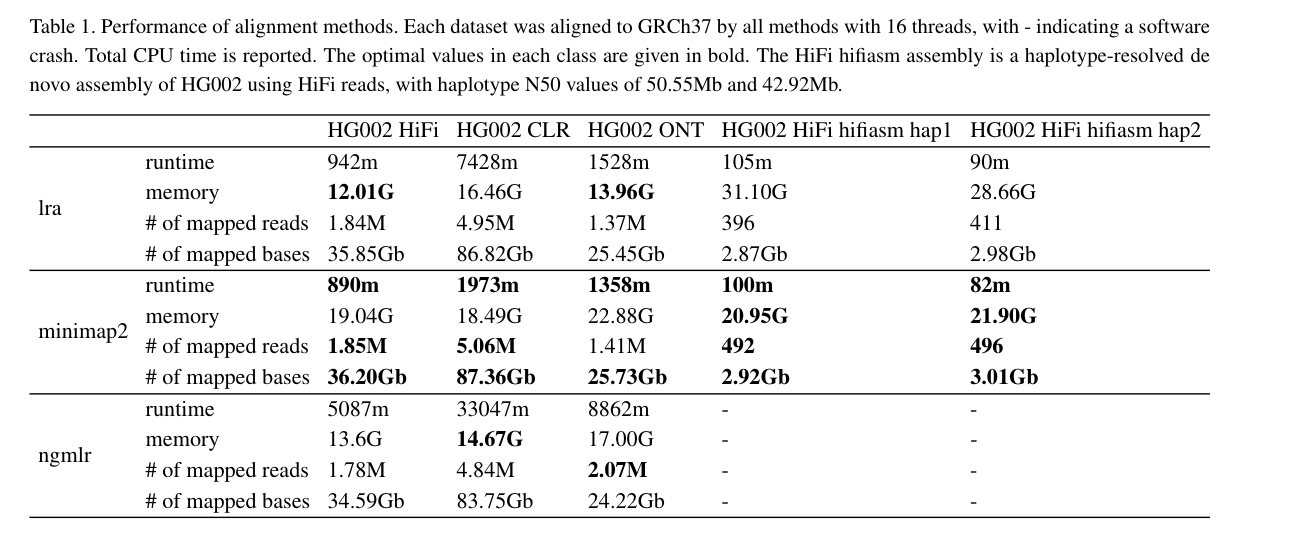 Table 1. Performance of alignment methods. Each dataset was aligned to GRCh37 by all methods with 16 threads, with - indicating a software
crash. Total CPU time is reported. The optimal values in each class are given in bold. The HiFi hifiasm assembly is a haplotype-resolved de
novo assembly of HG002 using HiFi reads, with haplotype N50 values of 50.55Mb and 42.92Mb.
HG002 HiFi HG002 CLR HG002 ONT HG002 HiFi hifiasm hap1 HG002 HiFi hifiasm hap2
lra
runtime 942m 7428m 1528m 105m 90m
memory 12.01G 16.46G 13.96G 31.10G 28.66G
# of mapped reads 1.84M 4.95M 1.37M 396 411
# of mapped bases 35.85Gb 86.82Gb 25.45Gb 2.87Gb 2.98Gb
minimap2
runtime 890m 1973m 1358m 100m 82m
memory 19.04G 18.49G 22.88G 20.95G 21.90G
# of mapped reads 1.85M 5.06M 1.41M 492 496
# of mapped bases 36.20Gb 87.36Gb 25.73Gb 2.92Gb 3.01Gb
ngmlr
runtime 5087m 33047m 8862m - -
memory 13.6G 14.67G 17.00G - -
# of mapped reads 1.78M 4.84M 2.07M - -
# of mapped bases 34.59Gb 83.75Gb 24.22Gb - -